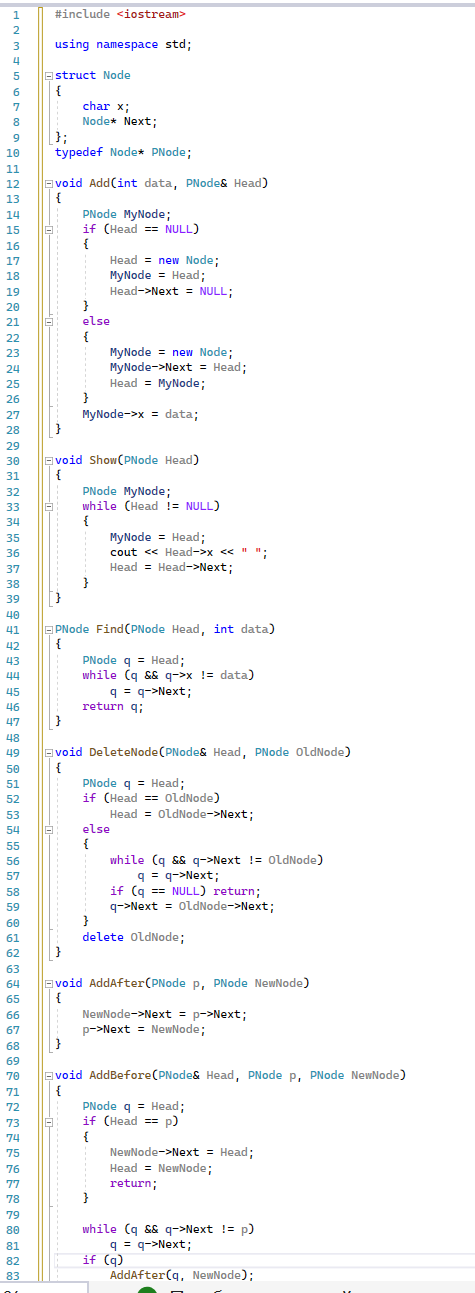 1 #include <iostream>
2
3 using namespace std;
4
5 struct Node
6 {
7 char x;
8 Node* Next;
9 };
10 typedef Node* PNode;
11
12 void Add(int data, PNode& Head)
13 {
14 PNode MyNode;
15 if (Head == NULL)
16 {
17 Head = new Node;
18 MyNode = Head;
19 Head->Next = NULL;
20 }
21 else
22 {
23 MyNode = new Node;
24 MyNode->Next = Head;
25 Head = MyNode;
26 }
27 MyNode->x = data;
28 }
29
30 void Show(PNode Head)
31 {
32 PNode MyNode;
33 while (Head != NULL)
34 {
35 MyNode = Head;
36 cout << Head->x << " ";
37 Head = Head->Next;
38 }
39 }
40
41 PNode Find(PNode Head, int data)
42 {
43 PNode q = Head;
44 while (q && q->x != data)
45 q = q->Next;
46 return q;
47 }
48
49 void DeleteNode(PNode& Head, PNode OldNode)
50 {
51 PNode q = Head;
52 if (Head == OldNode)
53 Head = OldNode->Next;
54 else
55 {
56 while (q && q->Next != OldNode)
57 q = q->Next;
58 if (q == NULL) return;
59 q->Next = OldNode->Next;
60 }
61 delete OldNode;
62 }
63
64 void AddAfter(PNode p, PNode NewNode)
65 {
66 NewNode->Next = p->Next;
67 p->Next = NewNode;
68 }
69
70 void AddBefore(PNode& Head, PNode p, PNode NewNode)
71 {
72 PNode q = Head;
73 if (Head == p)
74 {
75 NewNode->Next = Head;
76 Head = NewNode;
77 return;
78 }
79
80 while (q && q->Next != p)
81 q = q->Next;
82 if (q)
83 AddAfter(q, NewNode);